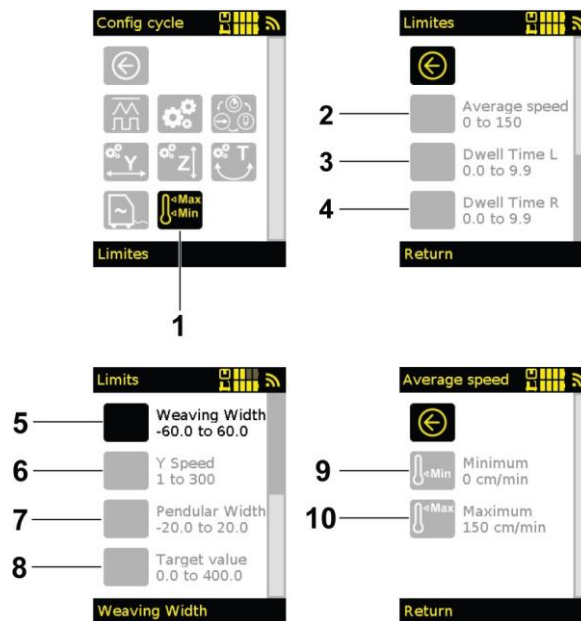 Config cycle
Y
Z
T
~
Max
Min
Limites
1
Limites
2
Average speed
0 to 150
3
Dwell Time L
0.0 to 9.9
4
Dwell Time R
0.0 to 9.9
Return
Limits
5
Weaving Width
-60.0 to 60.0
6
Y Speed
1 to 300
7
Pendular Width
-20.0 to 20.0
8
Target value
0.0 to 400.0
Weaving Width
Average speed
9
Min
Minimum
0 cm/min
10
Max
Maximum
150 cm/min
Return